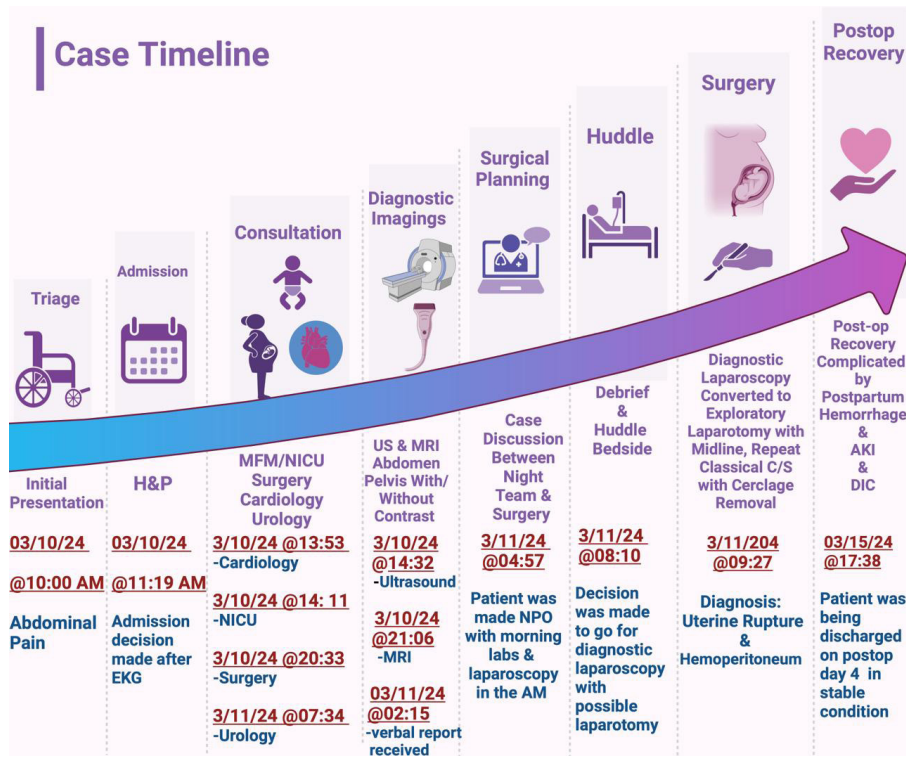 Case Timeline
Triage
Initial
Presentation
03/10/24
@10:00 AM
Abdominal
Pain
Admission
H&P
03/10/24
@11:19 AM
Admission
decision
made after
EKG
Consultation
MFM/NICU
Surgery
Cardiology
Urology
3/10/24 @13:53
-Cardiology
3/10/24 @14: 11
-NICU
3/10/24 @20:33
-Surgery
3/11/24 @07:34
-Urology
Diagnostic
Imagings
US & MRI
Abdomen
Pelvis With/
Without
Contrast
3/10/24
@14:32
-Ultrasound
3/10/24
@21:06
-MRI
03/11/24
@02:15
-verbal report
received
Surgical
Planning
Case
Discussion
Between
Night
Team &
Surgery
3/11/24
@04:57
Patient was
made NPO
with morning
labs &
laparoscopy
in the AM
Huddle
Debrief
&
Huddle
Bedside
3/11/24
@08:10
Decision
was made
to go for
diagnostic
laparoscopy
with
possible
laparotomy
Surgery
Diagnostic
Laparoscopy
Converted to
Exploratory
Laparotomy with
Midline, Repeat
Classical C/S
with Cerclage
Removal
3/11/204
@09:27
Diagnosis:
Uterine Rupture
&
Hemoperitoneum
Postop
Recovery
Post-op
Recovery
Complicated
by
Postpartum
Hemorrhage
&
AKI
&
DIC
03/15/24
@17:38
Patient was
being
discharged
on postop
day 4 in
stable
condition